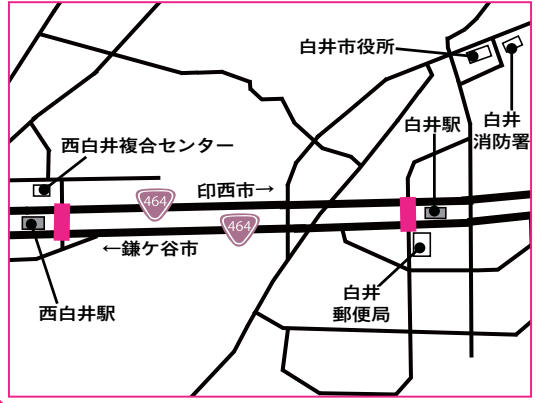 白井市役所
白井
消防署
白井駅
西白井複合センター
印西市→
464
464
←鎌ケ谷市
西白井駅
白井
郵便局